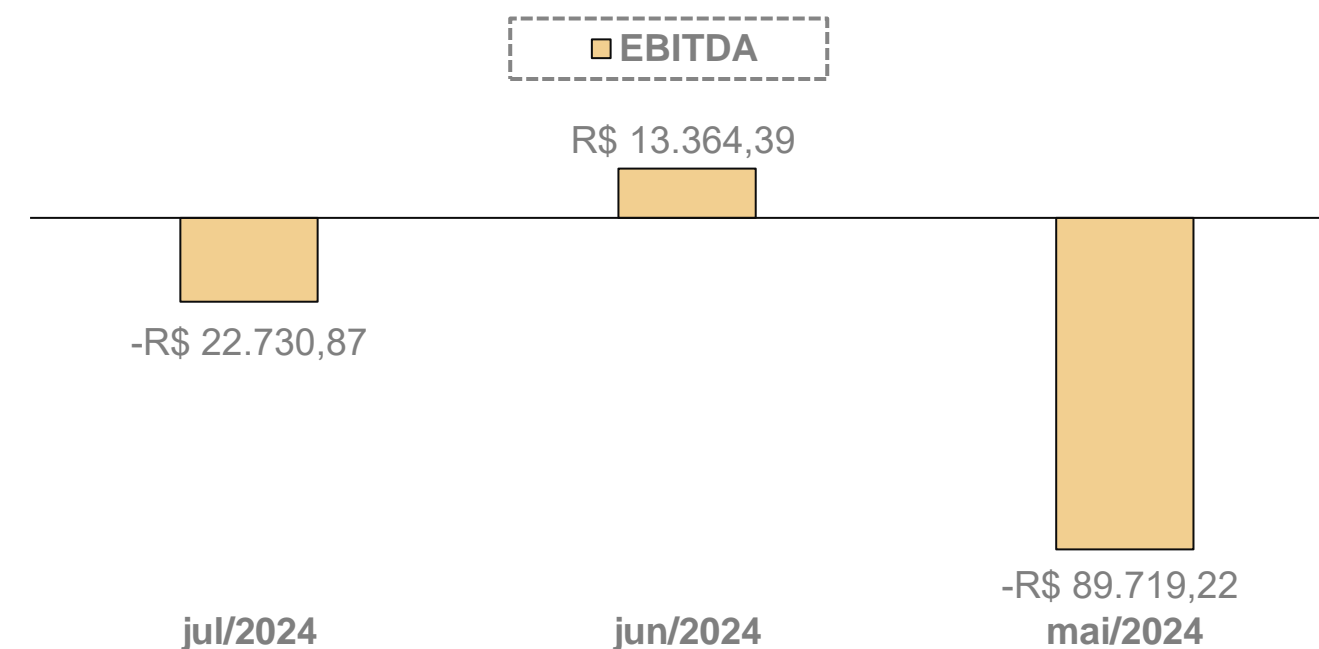 EBITDA
R$ 13.364,39
-R$ 22.730,87
-R$ 89.719,22
jul/2024 jun/2024 mai/2024